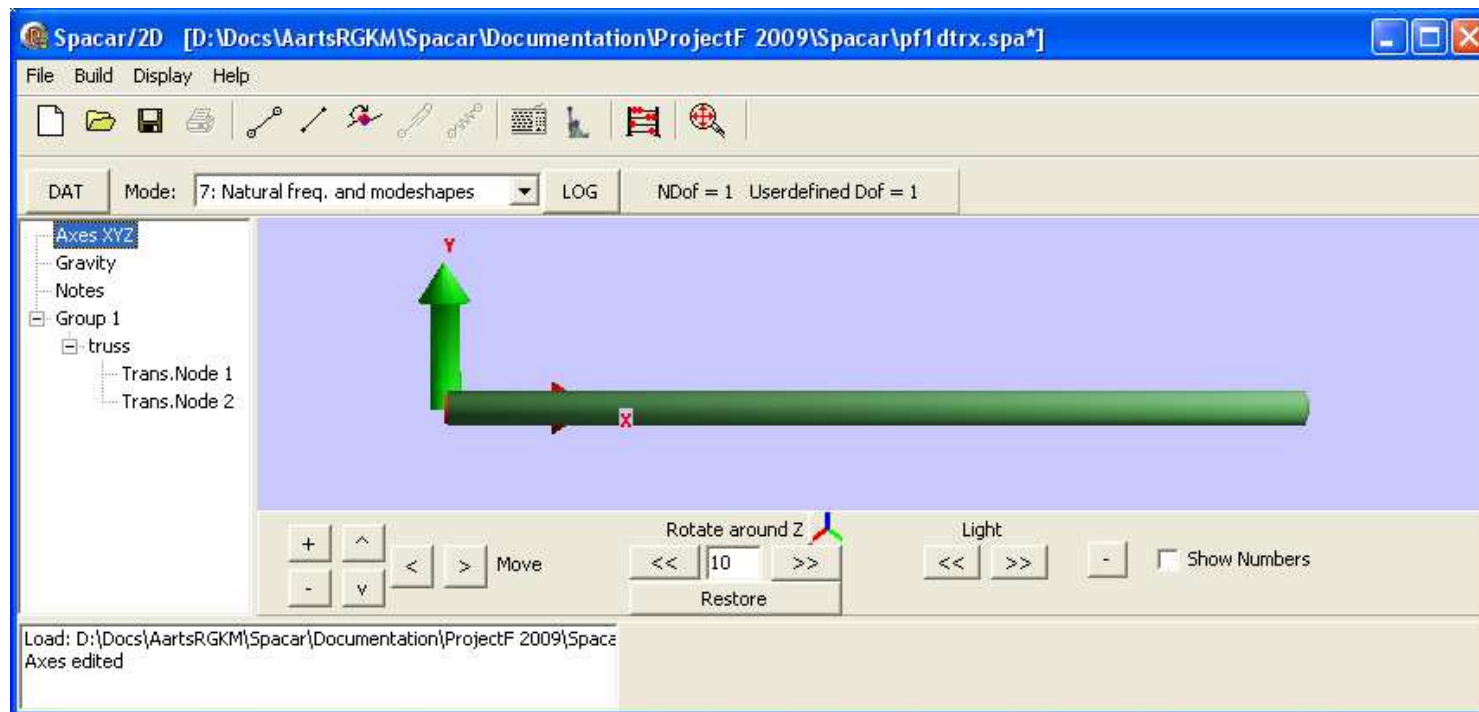 Spacar/2D [D:\Docs\AartsRGKM\Spacar\Documentation\ProjectF 2009\Spacar\pf1dtrx.spa*]
File Build Display Help
DAT Mode: 7: Natural freq. and modeshapes LOG NDof = 1 Userdefined Dof = 1
Axes XYZ
Gravity
Notes
Group 1
truss
Trans.Node 1
Trans.Node 2
Y
X
+ ^ < > Move
- v
Rotate around Z
<< 10 >>
Restore
Light
<< >>
-
Show Numbers
Load: D:\Docs\AartsRGKM\Spacar\Documentation\ProjectF 2009\Spaca
Axes edited